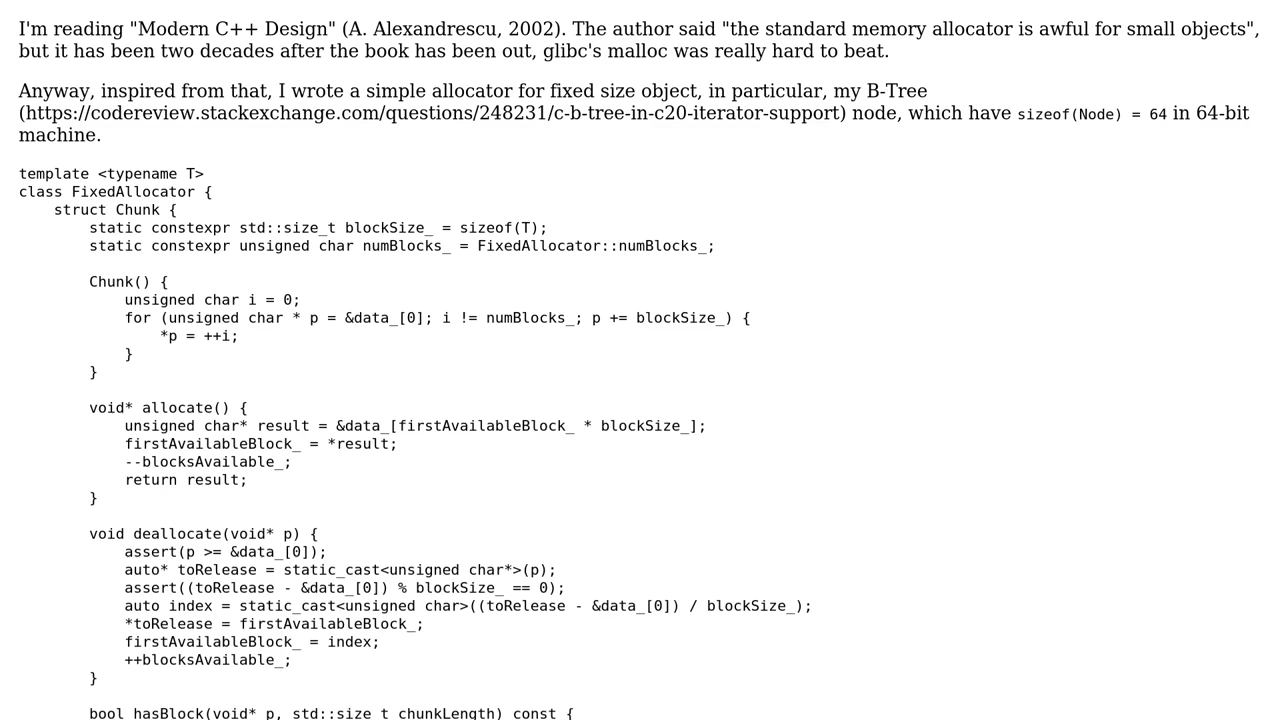 I'm reading "Modern C++ Design" (A. Alexandrescu, 2002). The author said "the standard memory allocator is awful for small objects",
but it has been two decades after the book has been out, glibc's malloc was really hard to beat.
Anyway, inspired from that, I wrote a simple allocator for fixed size object, in particular, my B-Tree
(https://codereview.stackexchange.com/questions/248231/c-b-tree-in-c20-iterator-support) node, which have sizeof(Node) = 64 in 64-bit
machine.
template <typename T>
class FixedAllocator {
    struct Chunk {
        static constexpr std::size_t blockSize_ = sizeof(T);
        static constexpr unsigned char numBlocks_ = FixedAllocator::numBlocks_;

        Chunk() {
            unsigned char i = 0;
            for (unsigned char * p = &data_[0]; i != numBlocks_; p += blockSize_) {
                *p = ++i;
            }
        }

        void* allocate() {
            unsigned char* result = &data_[firstAvailableBlock_ * blockSize_];
            firstAvailableBlock_ = *result;
            --blocksAvailable_;
            return result;
        }

        void deallocate(void* p) {
            assert(p >= &data_[0]);
            auto* toRelease = static_cast<unsigned char*>(p);
            assert((toRelease - &data_[0]) % blockSize_ == 0);
            auto index = static_cast<unsigned char>((toRelease - &data_[0]) / blockSize_);
            *toRelease = firstAvailableBlock_;
            firstAvailableBlock_ = index;
            ++blocksAvailable_;
        }

        bool hasBlock(void* p, std::size_t chunkLength) const {